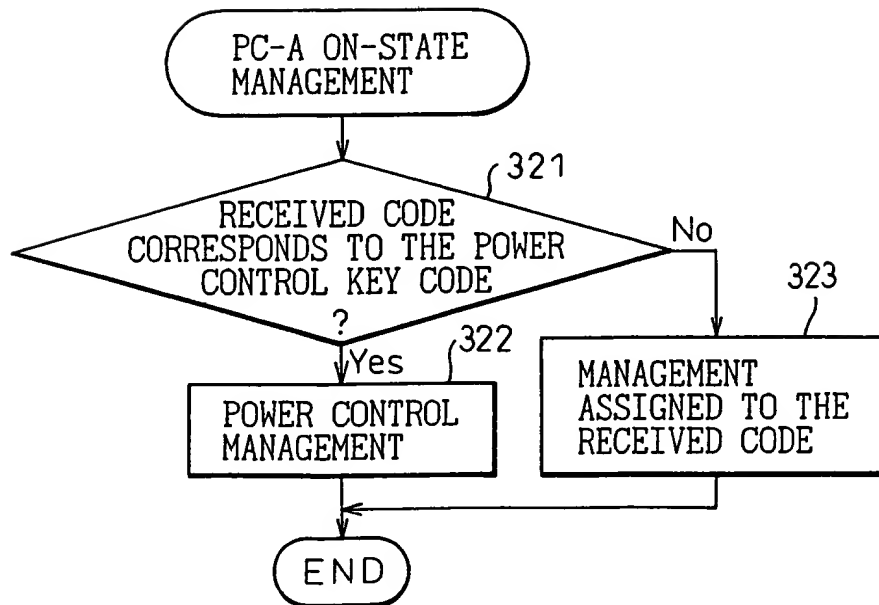 PC-A ON-STATE
MANAGEMENT
321
RECEIVED CODE
CORRESPONDS TO THE POWER
CONTROL KEY CODE
?
No
Yes
322
POWER CONTROL
MANAGEMENT
323
MANAGEMENT
ASSIGNED TO THE
RECEIVED CODE
END